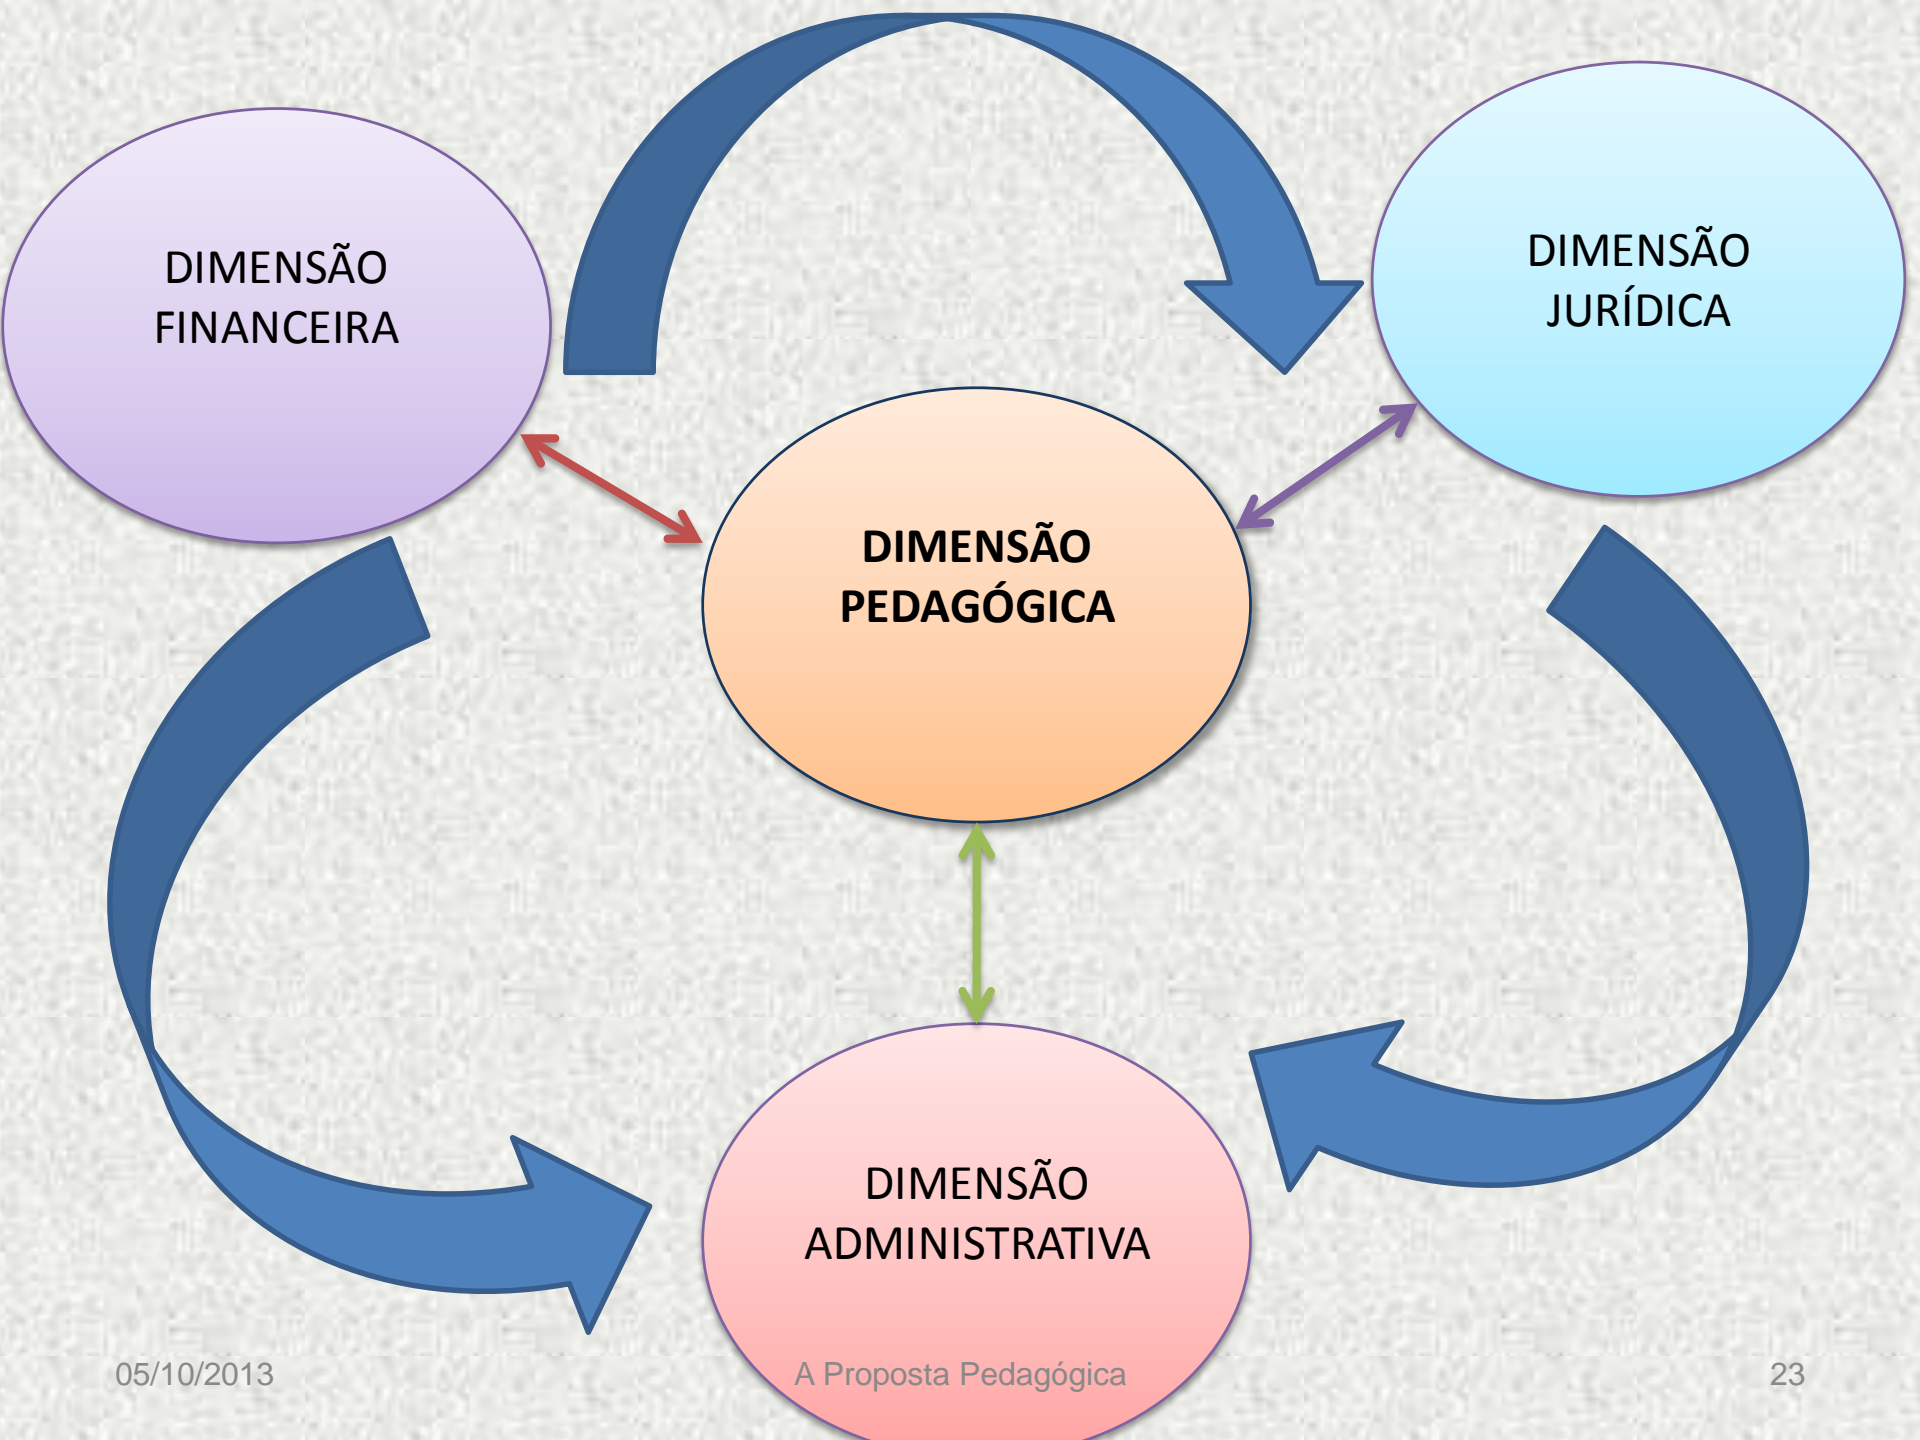 DIMENSÃO
FINANCEIRA
DIMENSÃO
JURÍDICA
DIMENSÃO
PEDAGÓGICA
DIMENSÃO
ADMINISTRATIVA
05/10/2013
A Proposta Pedagógica
23